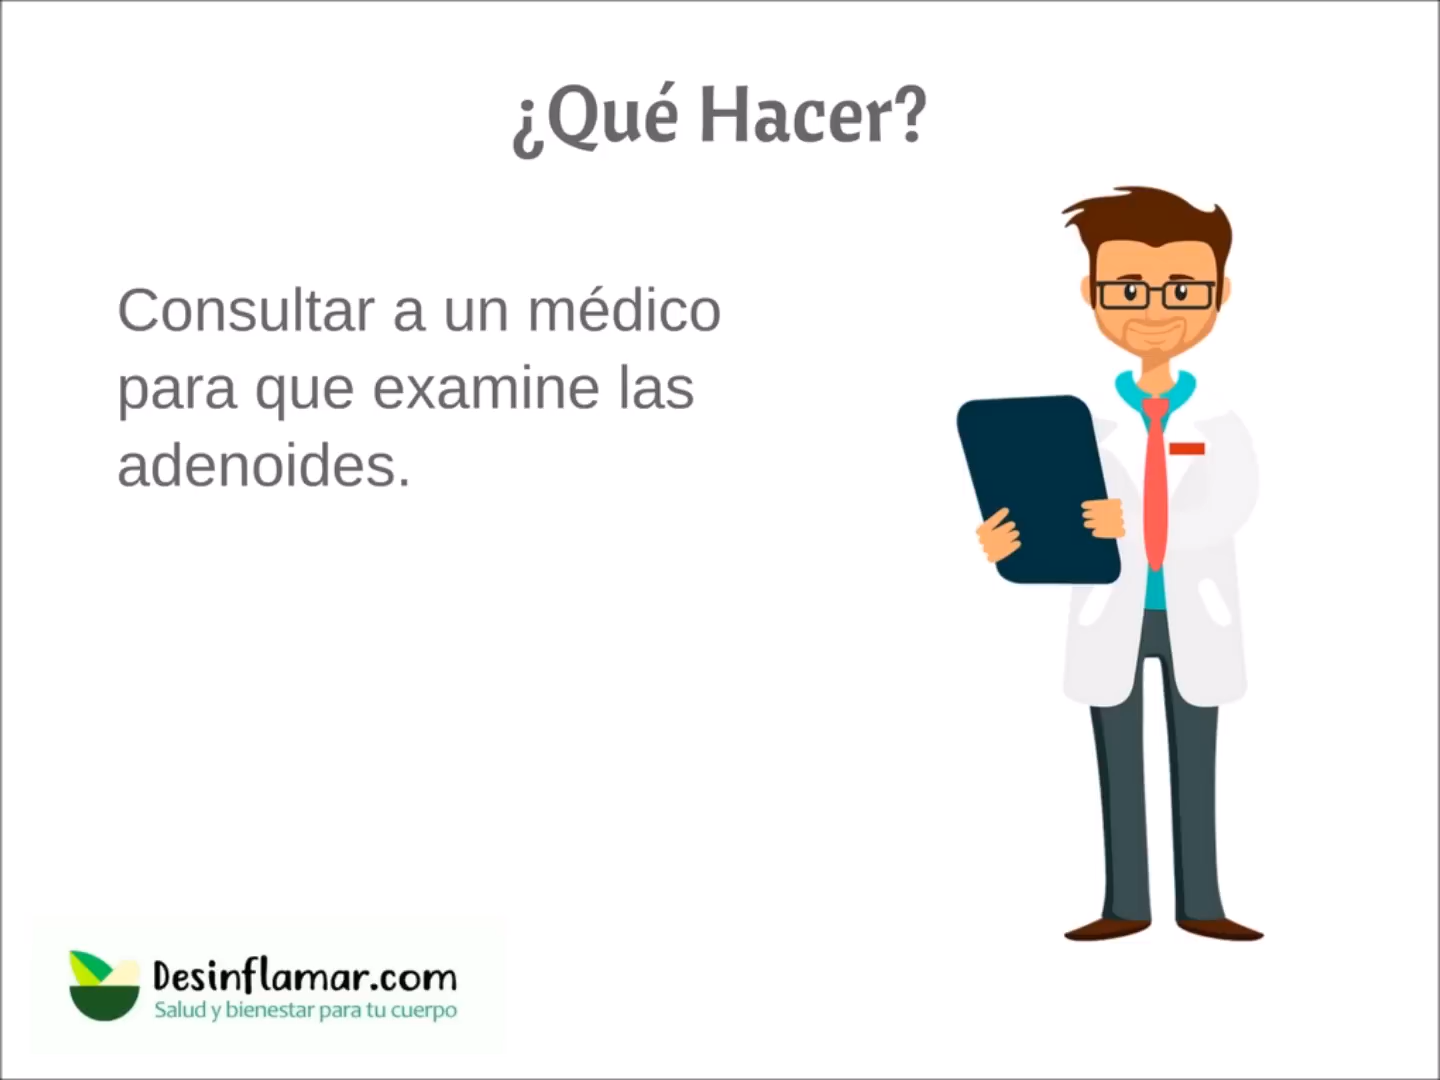 ¿Qué Hacer?
Consultar a un médico
para que examine las
adenoides.
Desinflamar.com
Salud y bienestar para tu cuerpo